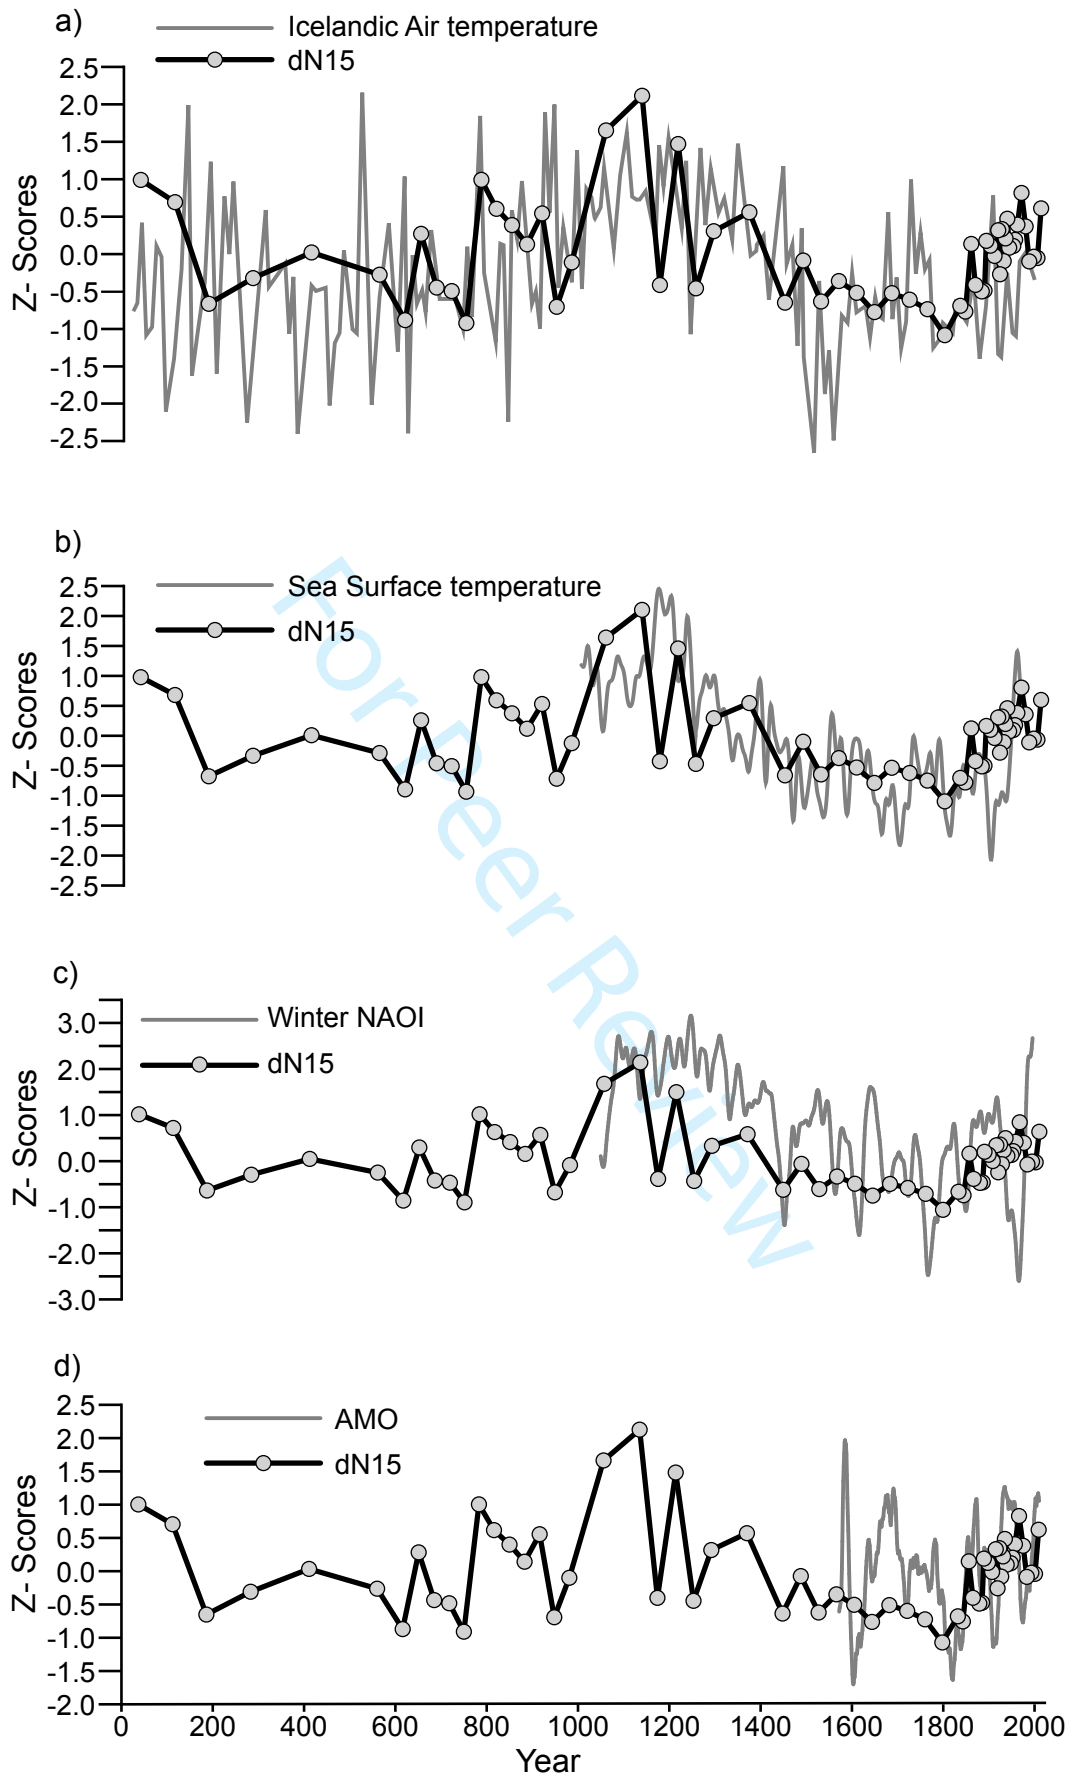 a)
Icelandic Air temperature
dN15
2.5
2.0
1.5
1.0
0.5
0.0
-0.5
-1.0
-1.5
-2.0
-2.5
Z- Scores
b)
Sea Surface temperature
dN15
2.5
2.0
1.5
1.0
0.5
0.0
-0.5
-1.0
-1.5
-2.0
-2.5
Z- Scores
For Peer Review
c)
Winter NAOI
dN15
3.0
2.0
1.0
0.0
-1.0
-2.0
-3.0
Z- Scores
d)
AMO
dN15
2.5
2.0
1.5
1.0
0.5
0.0
-0.5
-1.0
-1.5
-2.0
Z- Scores
0 200 400 600 800 1000 1200 1400 1600 1800 2000
Year